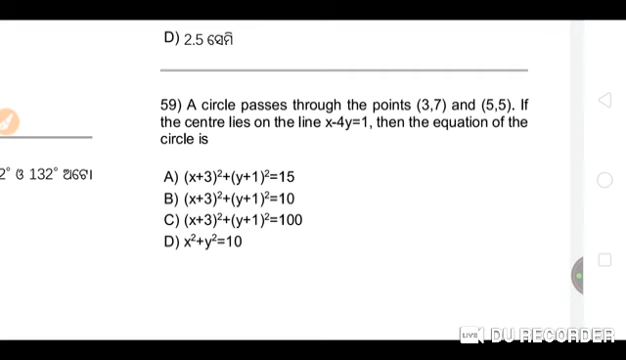 D) 2.5 ସେମି
59) A circle passes through the points (3,7) and (5,5). If
the centre lies on the line x-4y=1, then the equation of the
circle is
2° ଓ 132° ଅଟେ।
A) (x+3)²+(y+1)²=15
B) (x+3)²+(y+1)²=10
C) (x+3)²+(y+1)²=100
D) x²+y²=10
LIVE DU RECORDER